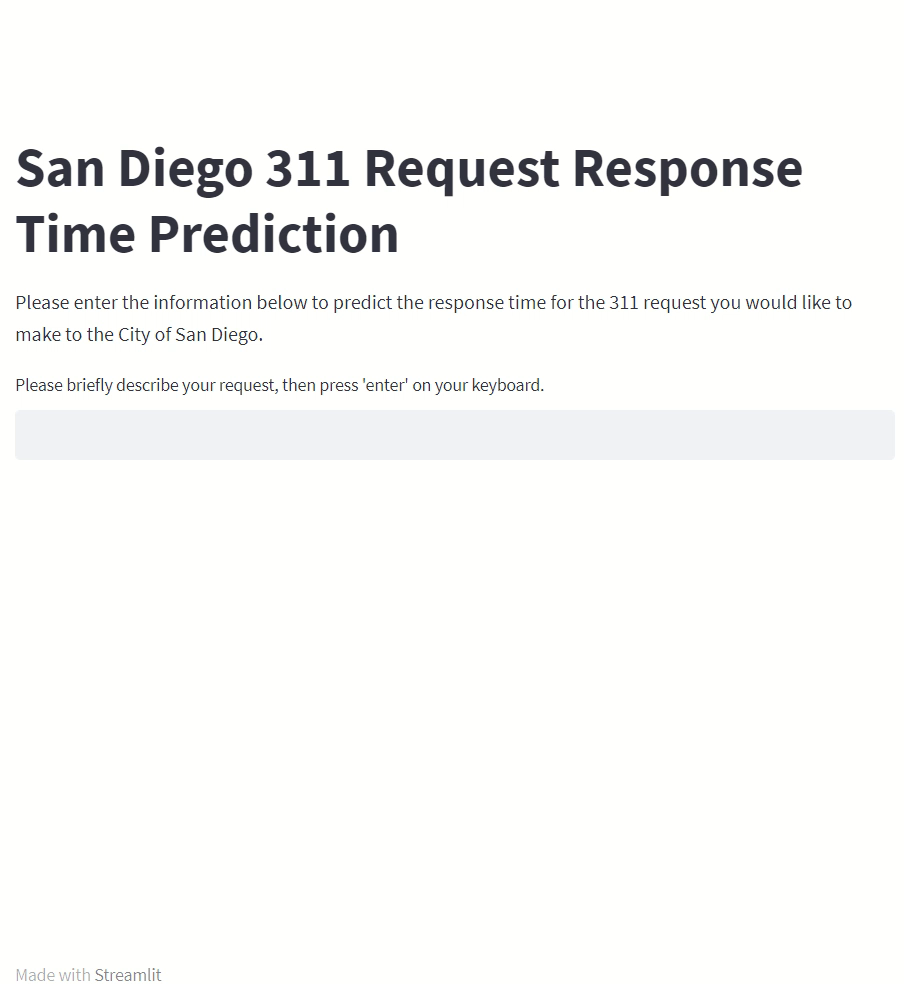 San Diego 311 Request Response
Time Prediction
Please enter the information below to predict the response time for the 311 request you would like to
make to the City of San Diego.
Please briefly describe your request, then press 'enter' on your keyboard.
Made with Streamlit